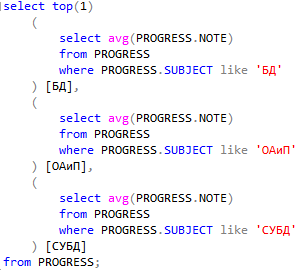 select top(1)
(
select avg(PROGRESS.NOTE)
from PROGRESS
where PROGRESS.SUBJECT like 'БД'
) [БД],
(
select avg(PROGRESS.NOTE)
from PROGRESS
where PROGRESS.SUBJECT like 'ОАиП'
) [ОАиП],
(
select avg(PROGRESS.NOTE)
from PROGRESS
where PROGRESS.SUBJECT like 'СУБД'
) [СУБД]
from PROGRESS;